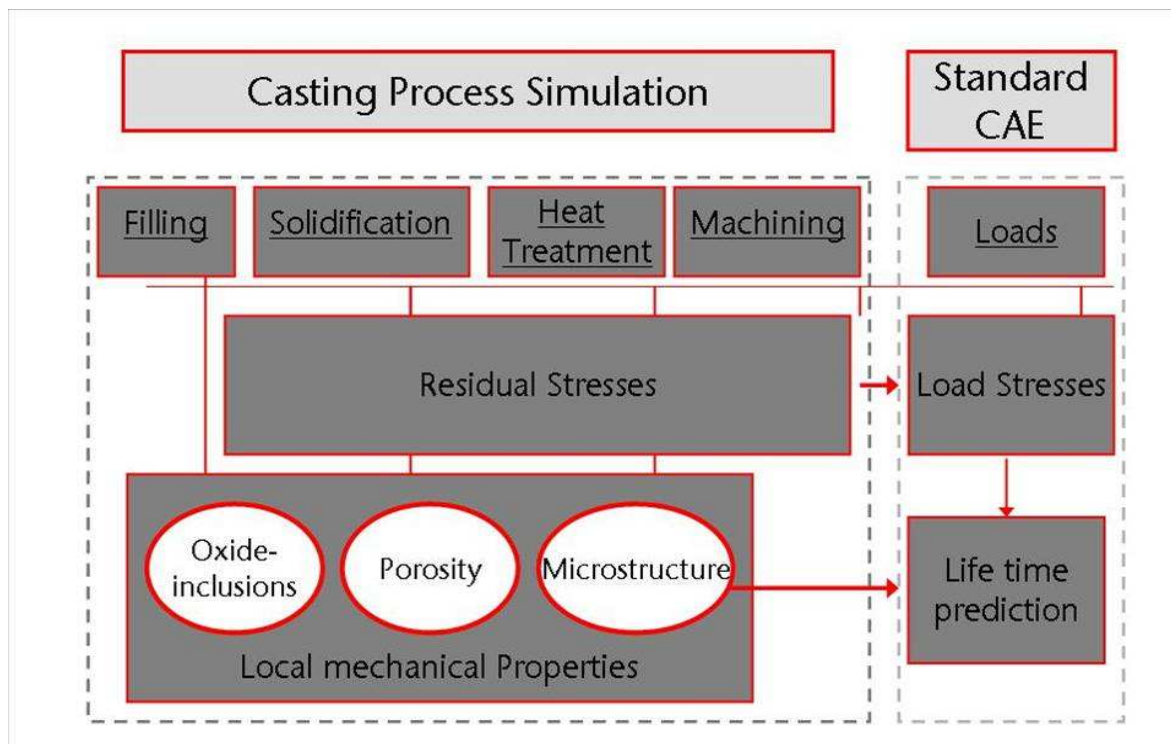 Casting Process Simulation
Standard
CAE
Filling
Solidification
Heat
Treatment
Machining
Loads
Residual Stresses
Load Stresses
Oxide-
inclusions
Porosity
Microstructure
Local mechanical Properties
Life time
prediction